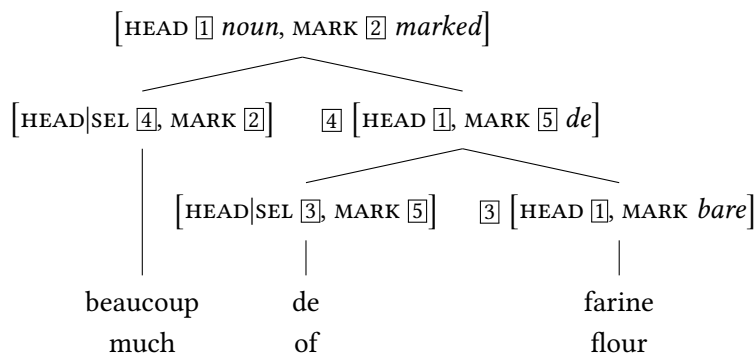 [HEAD 1 noun, MARK 2 marked]
[HEAD|SEL 4, MARK 2] 4 [HEAD 1, MARK 5 de]
[HEAD|SEL 3, MARK 5] 3 [HEAD 1, MARK bare]
beaucoup de farine
much of flour